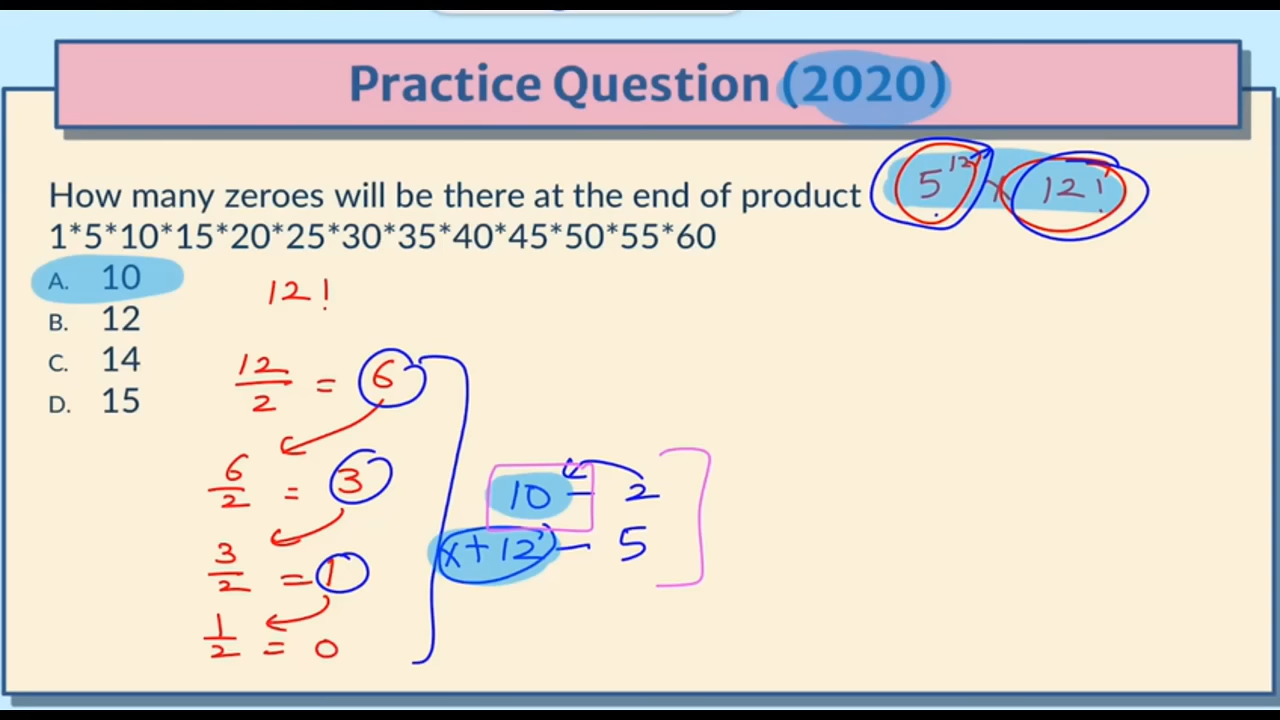 Practice Question (2020)
How many zeroes will be there at the end of product
5¹² × 12!
1*5*10*15*20*25*30*35*40*45*50*55*60
A. 10
B. 12
C. 14
D. 15
12!
12/2 = 6
6/2 = 3
3/2 = 1
1/2 = 0
10 — 2
x+12 — 5